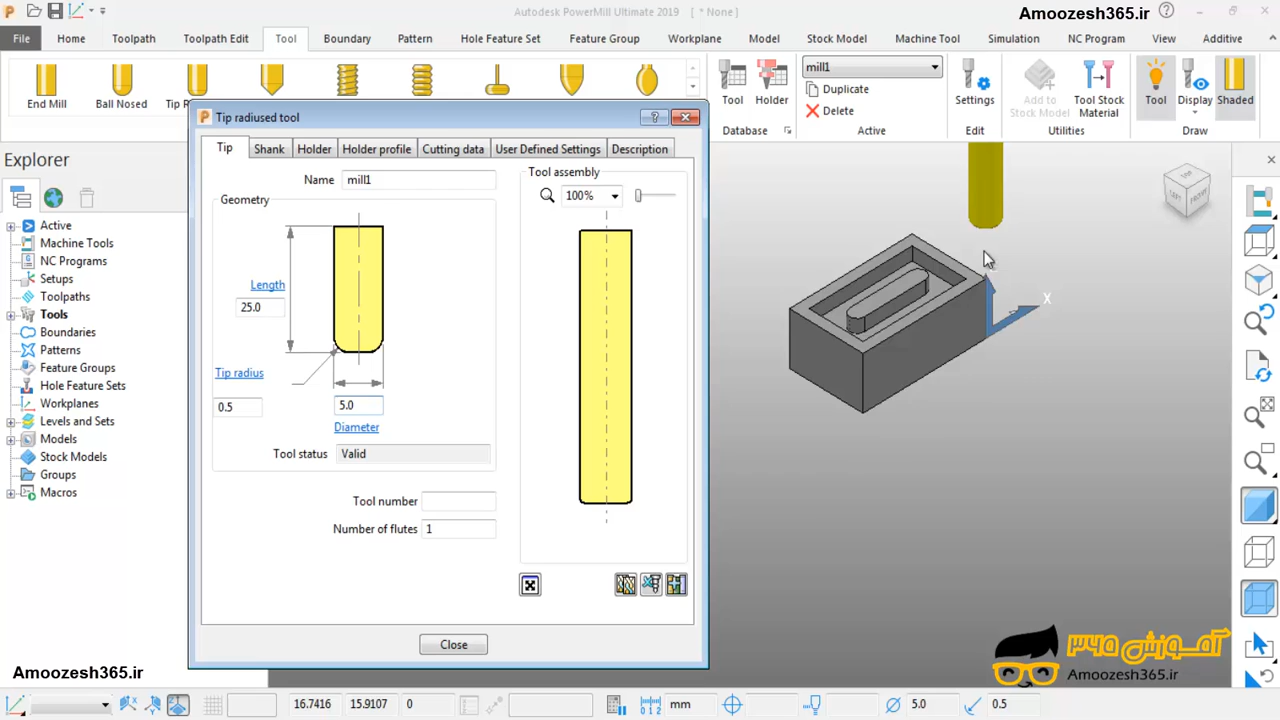 Autodesk PowerMill Ultimate 2019 [ * None ]
Amoozesh365.ir
File Home Toolpath Toolpath Edit Tool Boundary Pattern Hole Feature Set Feature Group Workplane Model Stock Model Machine Tool Simulation NC Program View Additive
End Mill Ball Nosed Tip R
Tool Holder
Database
mill1
Duplicate
Delete
Active
Settings
Edit
Add to
Stock Model
Tool Stock
Material
Utilities
Tool Display Shaded
Draw
Explorer
Active
Machine Tools
NC Programs
Setups
Toolpaths
Tools
Boundaries
Patterns
Feature Groups
Hole Feature Sets
Workplanes
Levels and Sets
Models
Stock Models
Groups
Macros
Tip radiused tool
Tip Shank Holder Holder profile Cutting data User Defined Settings Description
Name mill1
Geometry
Length
25.0
Tip radius
0.5
5.0
Diameter
Tool status Valid
Tool number
Number of flutes 1
Tool assembly
100%
Close
TOP
LEFT FRONT
X
آموزش ۳۶۵
Amoozesh365.ir
Amoozesh365.ir
16.7416 15.9107 0 mm 5.0 0.5